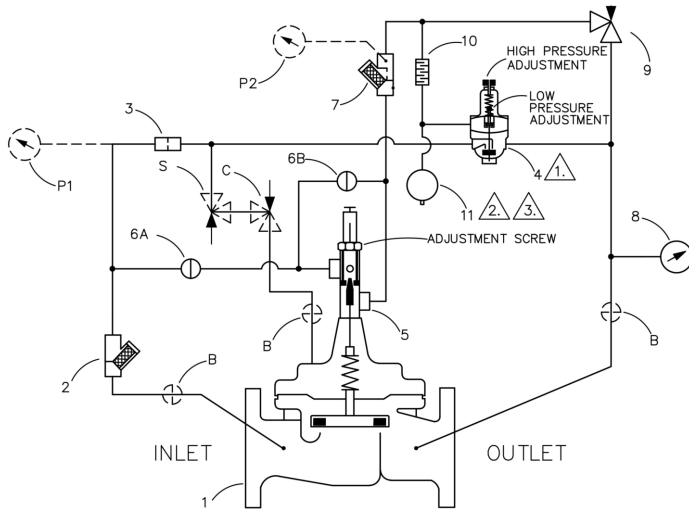 P2
7
10
9
HIGH PRESSURE
ADJUSTMENT
LOW
PRESSURE
ADJUSTMENT
3
P1
S
C
6B
4
1.
11
2.
3.
8
6A
ADJUSTMENT SCREW
B
5
B
2
B
INLET
OUTLET
1